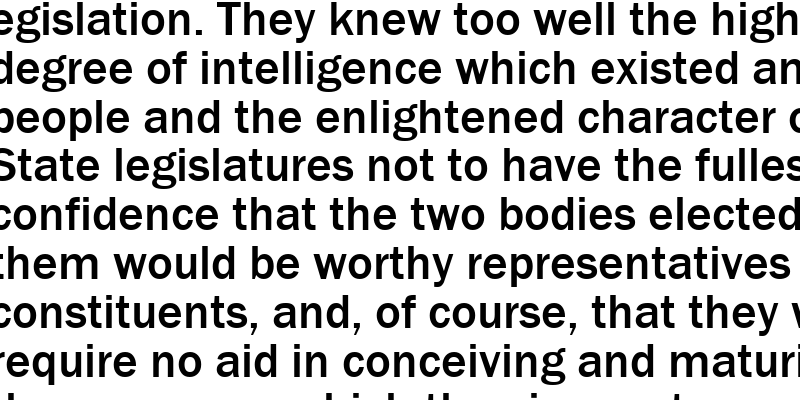 egislation. They knew too well the high
degree of intelligence which existed an
people and the enlightened character o
State legislatures not to have the fulles
confidence that the two bodies elected
them would be worthy representatives
constituents, and, of course, that they
require no aid in conceiving and maturi